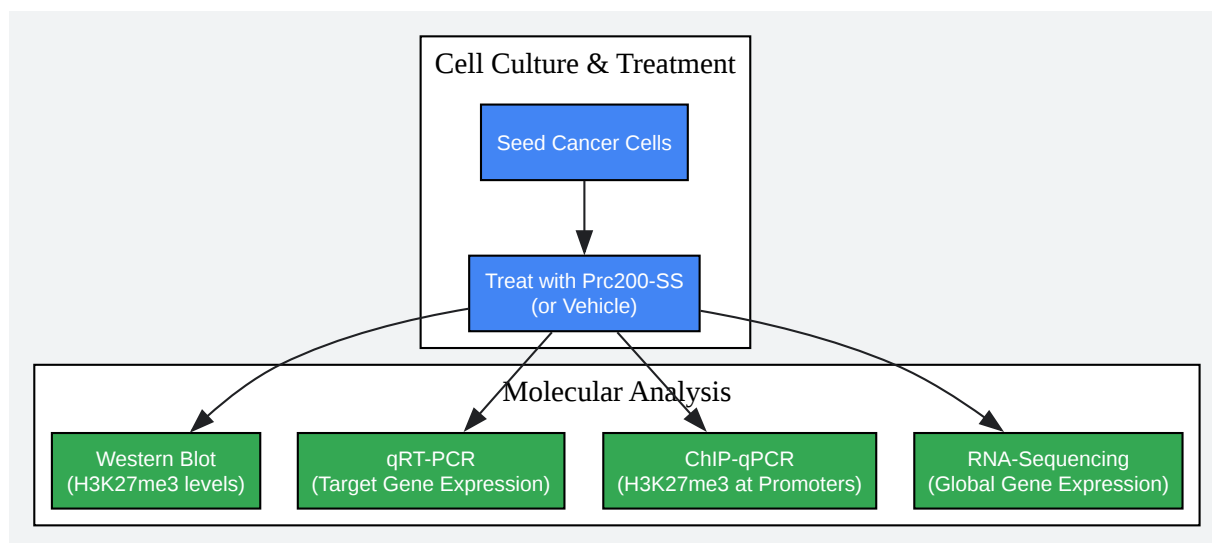 Cell Culture & Treatment
Seed Cancer Cells
Treat with Prc200-SS
(or Vehicle)
Molecular Analysis
Western Blot
(H3K27me3 levels)
qRT-PCR
(Target Gene Expression)
ChIP-qPCR
(H3K27me3 at Promoters)
RNA-Sequencing
(Global Gene Expression)